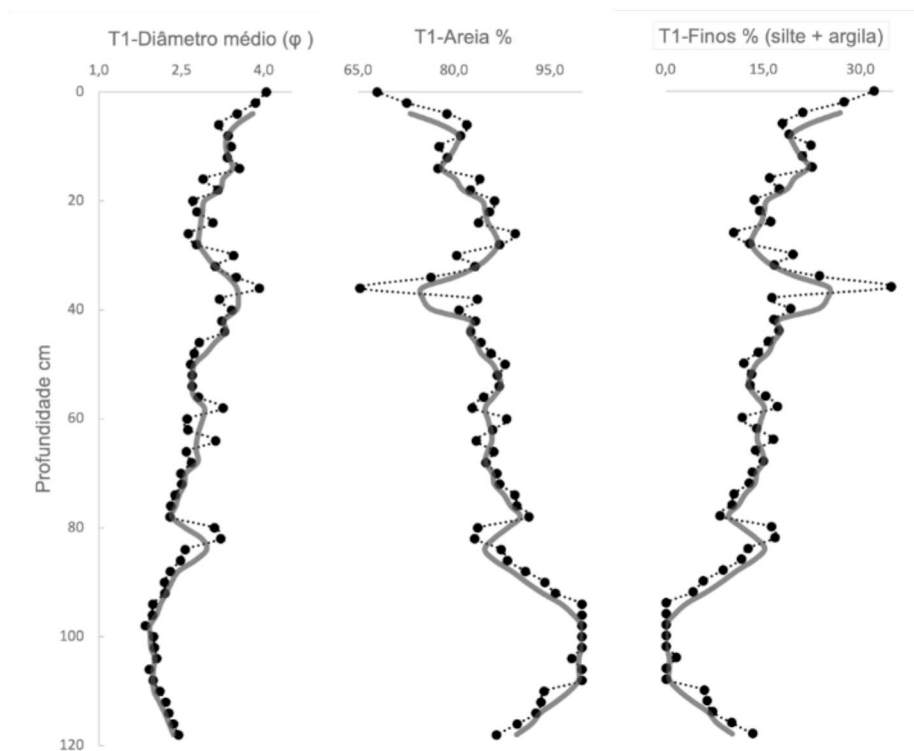 T1-Diâmetro médio (φ ) T1-Areia % T1-Finos % (silte + argila)
1,0 2,5 4,0 65,0 80,0 95,0 0,0 15,0 30,0
0
20
40
60
80
100
120
Profundidade cm